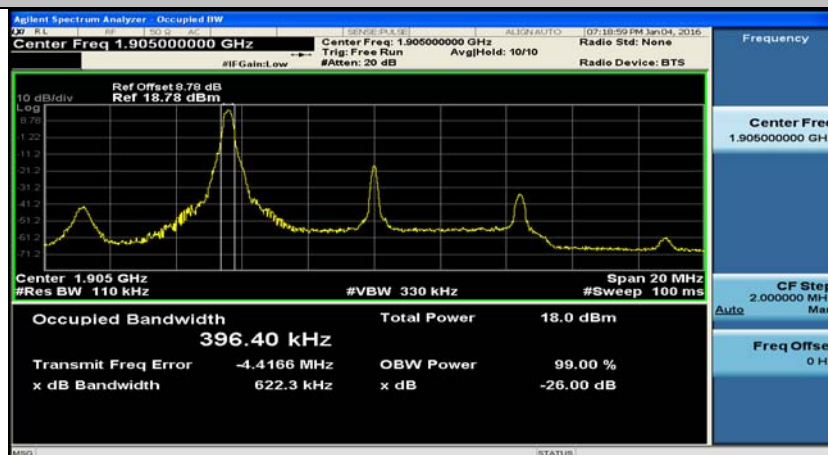 Agilent Spectrum Analyzer - Occupied BW
LXI RL RF 50 Ω AC SENSE:PULSE ALIGN AUTO 07:18:59 PM Jan 04, 2016
Center Freq 1.905000000 GHz Center Freq: 1.905000000 GHz Radio Std: None Frequency
Trig: Free Run Avg|Hold: 10/10
#IFGain:Low #Atten: 20 dB Radio Device: BTS
Ref Offset 8.78 dB
10 dB/div Ref 18.78 dBm
Log
8.78
-1.22
-11.2
-21.2
-31.2
-41.2
-51.2
-61.2
-71.2
Center 1.905 GHz Span 20 MHz
#Res BW 110 kHz #VBW 330 kHz #Sweep 100 ms
Occupied Bandwidth Total Power 18.0 dBm
396.40 kHz
Transmit Freq Error -4.4166 MHz OBW Power 99.00 %
x dB Bandwidth 622.3 kHz x dB -26.00 dB
Center Freq
1.905000000 GH
CF Step
2.000000 MH
Auto Ma
Freq Offse
0 H
MSG STATUS